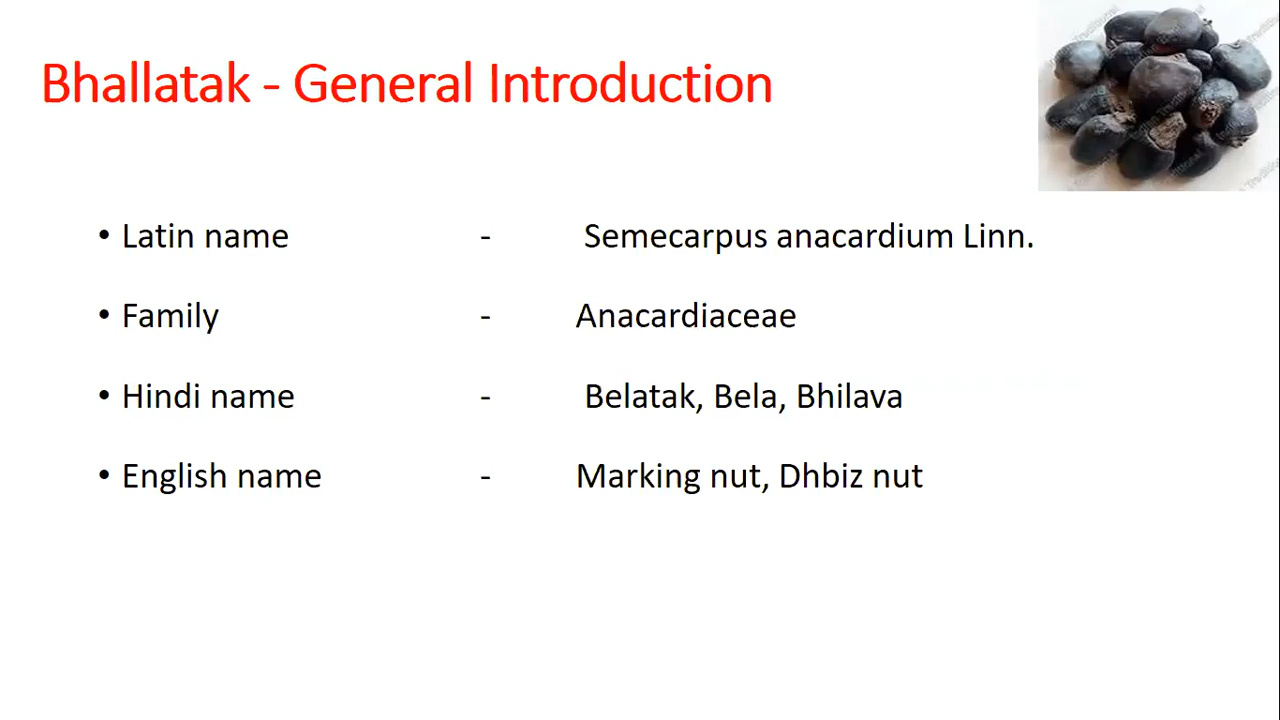 Bhallatak - General Introduction
• Latin name - Semecarpus anacardium Linn.
• Family - Anacardiaceae
• Hindi name - Belatak, Bela, Bhilava
• English name - Marking nut, Dhbiz nut